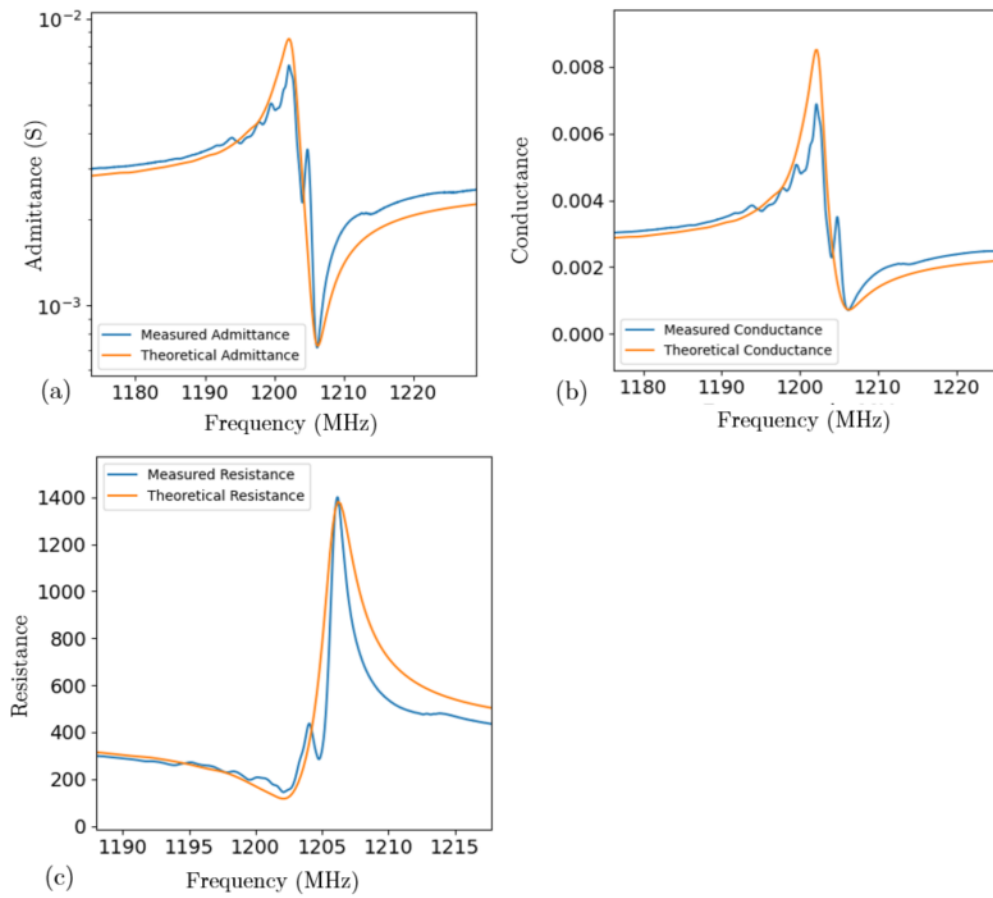 10⁻²
10⁻³
Admittance (S)
Measured Admittance
Theoretical Admittance
1180 1190 1200 1210 1220
(a)
Frequency (MHz)
0.008
0.006
0.004
0.002
0.000
Conductance
Measured Conductance
Theoretical Conductance
1180 1190 1200 1210 1220
(b)
Frequency (MHz)
Measured Resistance
Theoretical Resistance
1400
1200
1000
800
600
400
200
0
Resistance
1190 1195 1200 1205 1210 1215
(c)
Frequency (MHz)